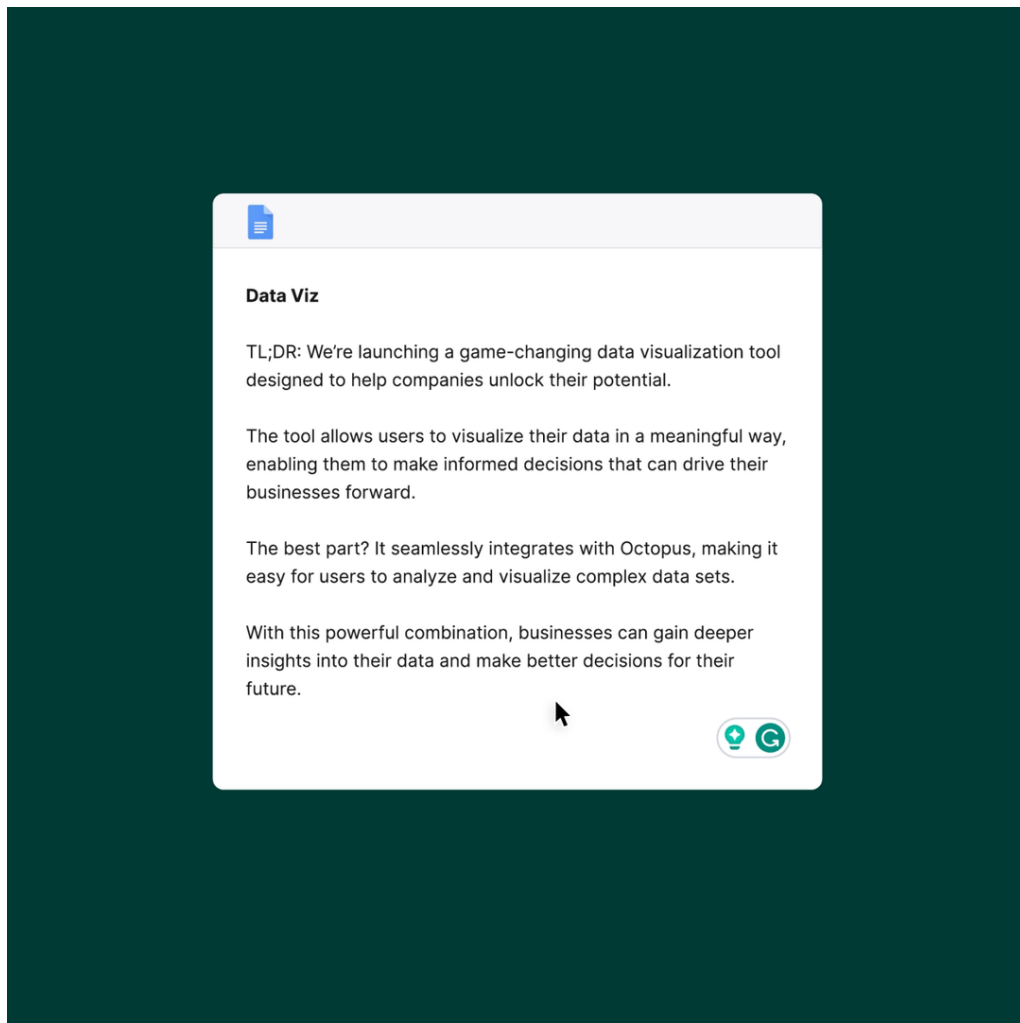 Data Viz
TL;DR: We’re launching a game-changing data visualization tool
designed to help companies unlock their potential.
The tool allows users to visualize their data in a meaningful way,
enabling them to make informed decisions that can drive their
businesses forward.
The best part? It seamlessly integrates with Octopus, making it
easy for users to analyze and visualize complex data sets.
With this powerful combination, businesses can gain deeper
insights into their data and make better decisions for their
future.